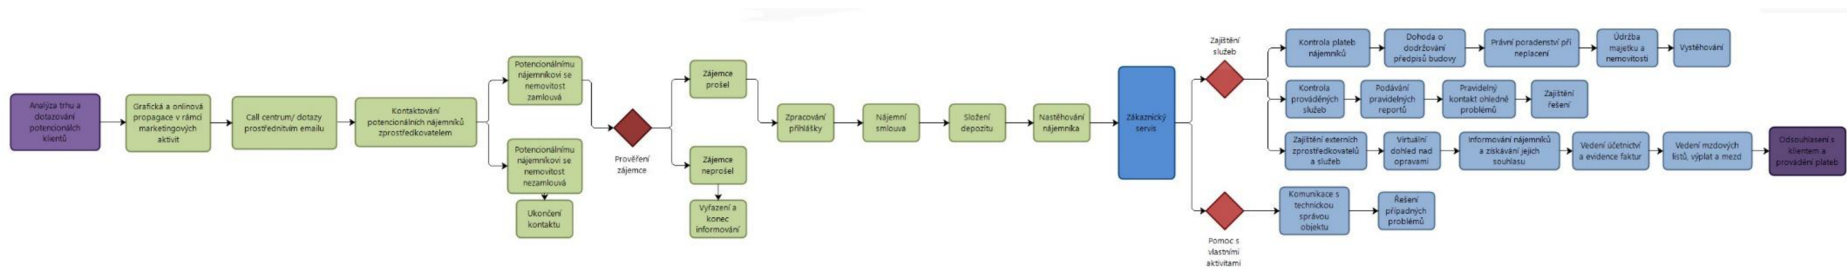 Analýza trhu a
dotazování
potencionálch
klientů
Grafická a onlinová
propagace v rámci
marketingových
aktivit
Call centrum/ dotazy
prostřednitvím emailu
Kontaktování
potencionálních nájemníků
zprostředkovatelem
Potencionálnímu
nájemníkovi se
nemovitost
zamlouvá
Potencionálnímu
nájemníkovi se
nemovitost
nezamlouvá
Ukončení
kontaktu
Prověření
zájemce
Zájemce
prošel
Zájemce
neprošel
Vyřazení a
konec
informování
Zpracování
přihlášky
Nájemní
smlouva
Složení
depozitu
Nastěhování
nájemníka
Zákaznický
servis
Zajištění
služeb
Kontrola plateb
nájemníků
Dohoda o
dodržování
předpisů budovy
Právní poradenství při
neplacení
Údržba
majetku a
nemovitosti
Vystěhování
Kontrola
prováděných
služeb
Podávání
pravidelných
reportů
Pravidelný
kontakt ohledně
problémů
Zajištění
řešení
Zajištění externích
zprostředkovatelů
a služeb
Virtuální
dohled nad
opravami
Informování nájemníků
a získávání jejich
souhlasu
Vedení účetnictví
a evidence faktur
Vedení mzdových
listů, výplat a mezd
Odsouhlasení s
klientem a
provádění plateb
Pomoc s
vlastními
aktivitami
Komunikace s
technickou
správou
objektu
Řešení
případných
problémů